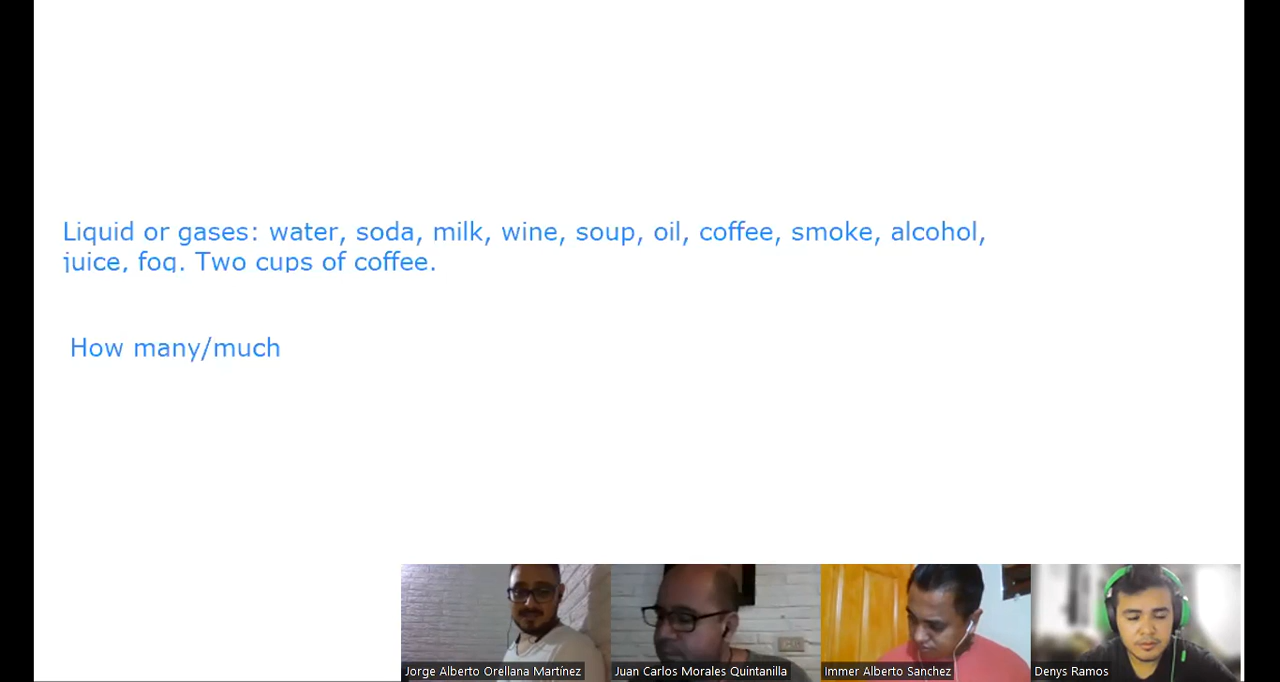 Liquid or gases: water, soda, milk, wine, soup, oil, coffee, smoke, alcohol,
juice, fog. Two cups of coffee.
How many/much
Jorge Alberto Orellana Martínez
Juan Carlos Morales Quintanilla
Immer Alberto Sanchez
Denys Ramos